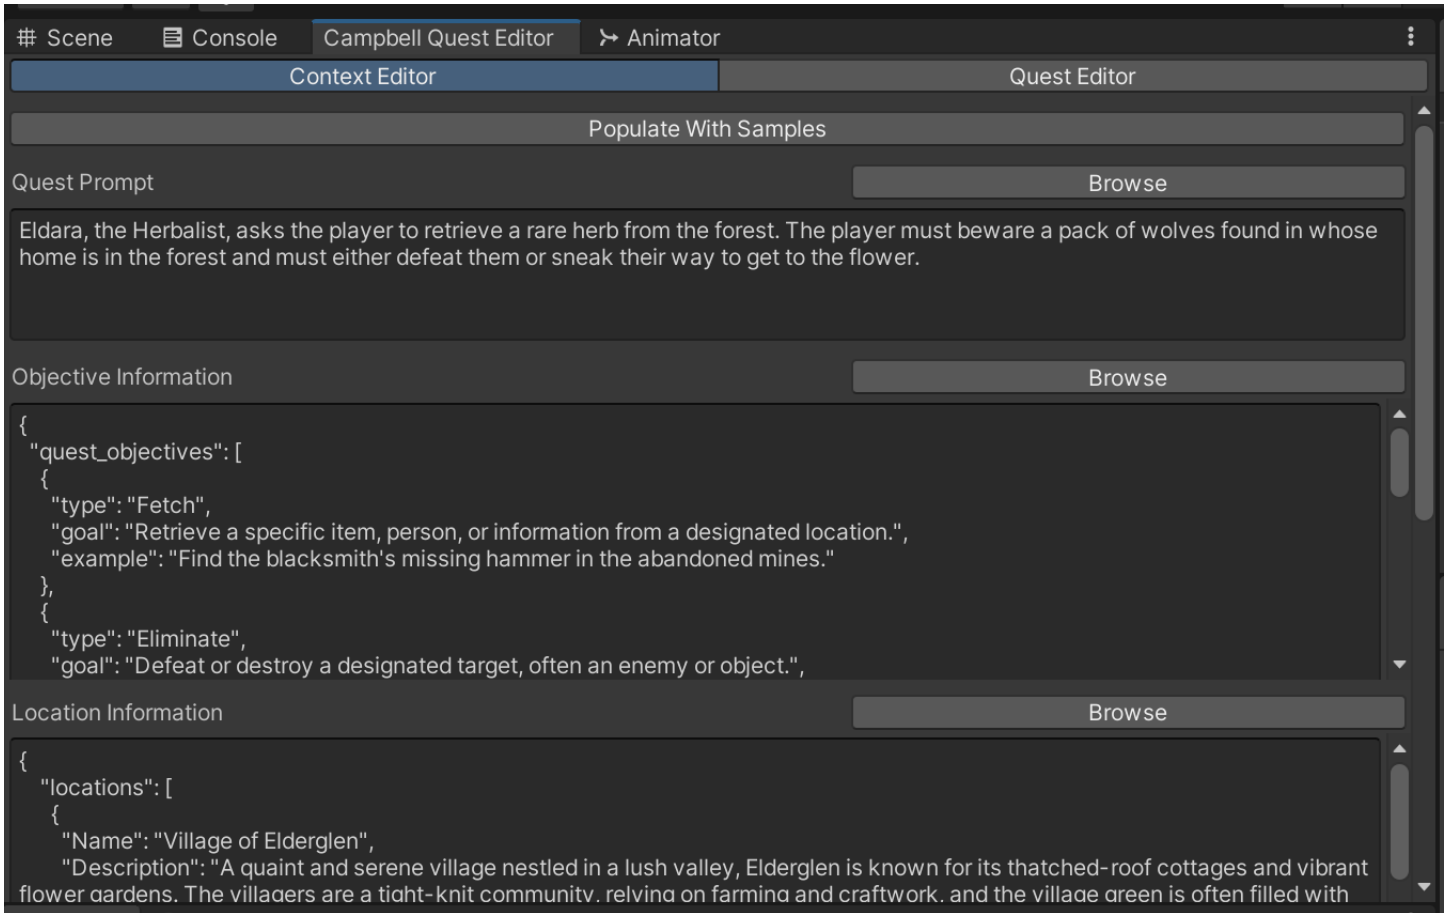 Scene Console Campbell Quest Editor Animator
Context Editor Quest Editor
Populate With Samples
Quest Prompt Browse
Eldara, the Herbalist, asks the player to retrieve a rare herb from the forest. The player must beware a pack of wolves found in whose
home is in the forest and must either defeat them or sneak their way to get to the flower.
Objective Information Browse
{
"quest_objectives": [
{
"type": "Fetch",
"goal": "Retrieve a specific item, person, or information from a designated location.",
"example": "Find the blacksmith's missing hammer in the abandoned mines."
},
{
"type": "Eliminate",
"goal": "Defeat or destroy a designated target, often an enemy or object.",
Location Information Browse
{
"locations": [
{
"Name": "Village of Elderglen",
"Description": "A quaint and serene village nestled in a lush valley, Elderglen is known for its thatched-roof cottages and vibrant
flower gardens. The villagers are a tight-knit community, relying on farming and craftwork, and the village green is often filled with